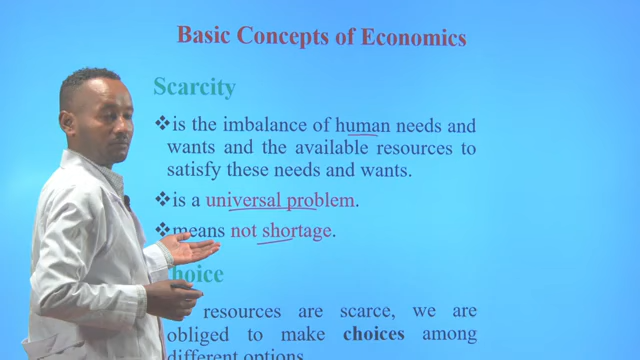 Basic Concepts of Economics
Scarcity
❖is the imbalance of human needs and
wants and the available resources to
satisfy these needs and wants.
❖is a universal problem.
❖means not shortage.
Choice
resources are scarce, we are
obliged to make choices among
different options.